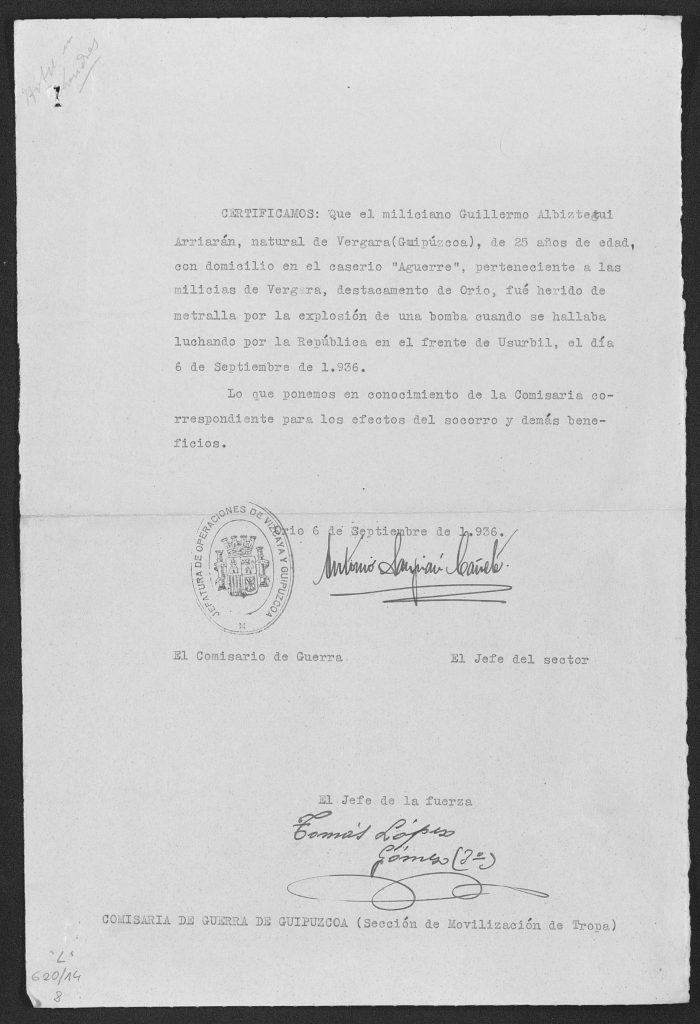 Hotel
Londres
CERTIFICAMOS: Que el miliciano Guillermo Albiztegui
Arriarán, natural de Vergara(Guipúzcoa), de 25 años de edad,
con domicilio en el caserio "Aguerre", perteneciente a las
milicias de Vergara, destacamento de Orio, fué herido de
metralla por la explosión de una bomba cuando se hallaba
luchando por la República en el frente de Usurbil, el día
6 de Septiembre de 1.936.
Lo que ponemos en conocimiento de la Comisaria co-
rrespondiente para los efectos del socorro y demás bene-
ficios.
Orio 6 de Septiembre de 1.936.
JEFATURA DE OPERACIONES DE VIZCAYA Y GUIPUZCOA
Antonio Cañete
El Comisario de Guerra El Jefe del sector
El Jefe de la fuerza
Tomás López
Gómez (2º)
COMISARIA DE GUERRA DE GUIPUZCOA (Sección de Movilización de Tropa)
"L"
620/14
8